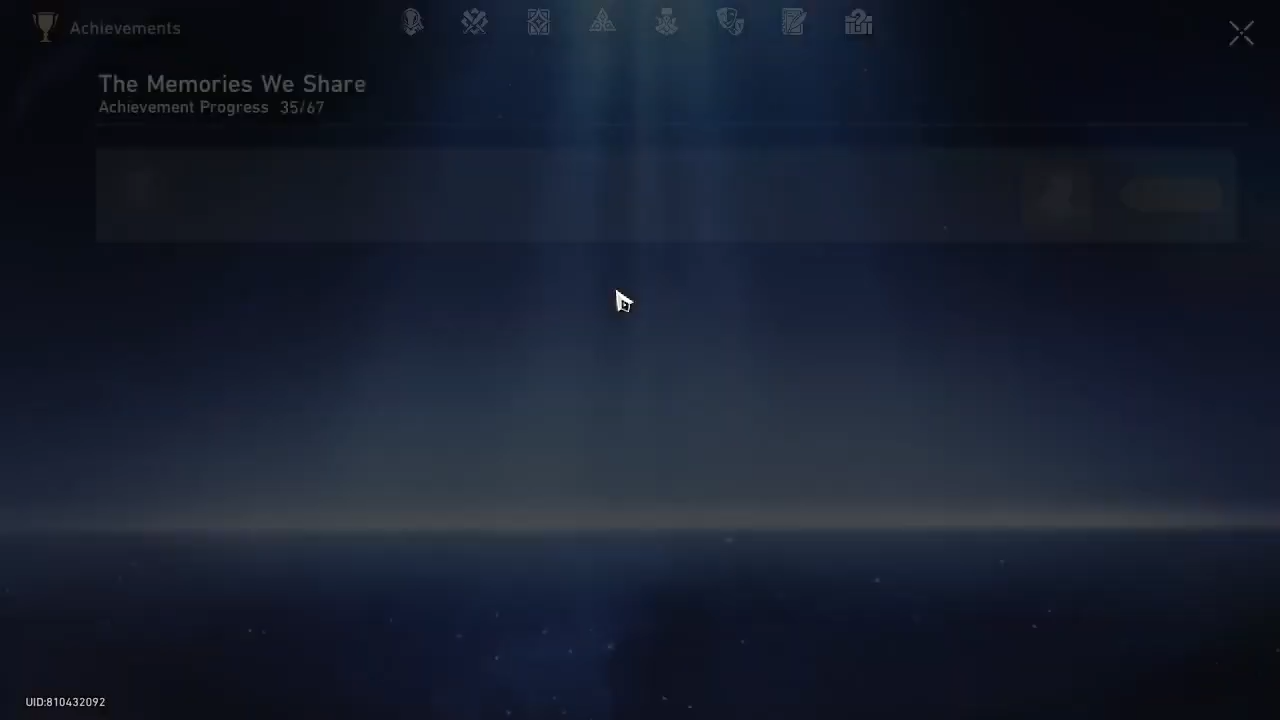 Achievements
The Memories We Share
Achievement Progress 35/67
UID:810432092